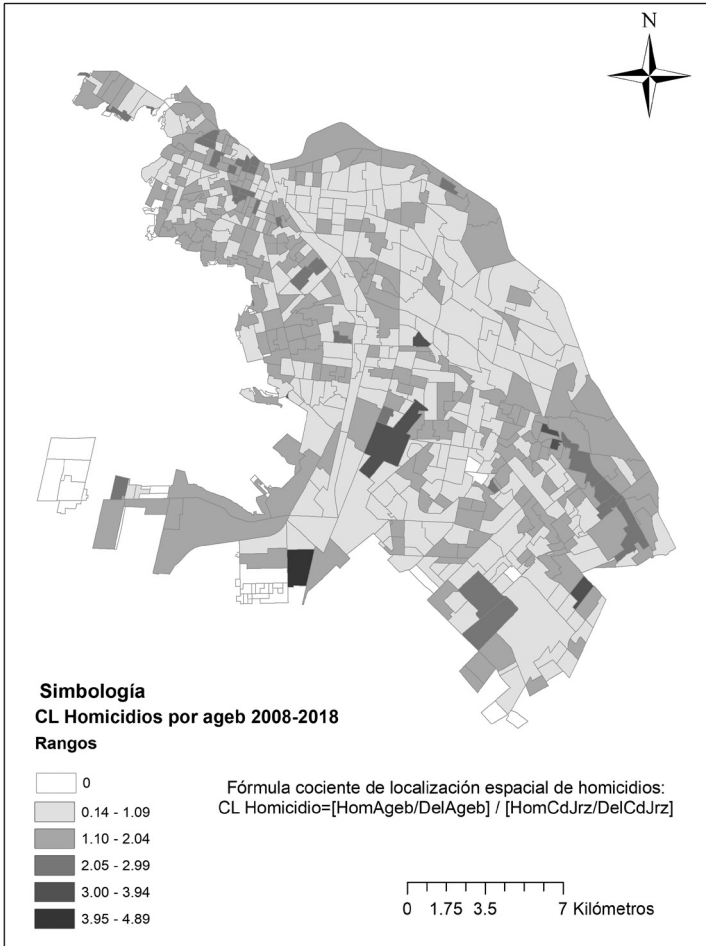 N
Simbología
CL Homicidios por ageb 2008-2018
Rangos
0
0.14 - 1.09
1.10 - 2.04
2.05 - 2.99
3.00 - 3.94
3.95 - 4.89
Fórmula cociente de localización espacial de homicidios:
CL Homicidio=[HomAgeb/DelAgeb] / [HomCdJrz/DelCdJrz]
0 1.75 3.5 7 Kilómetros